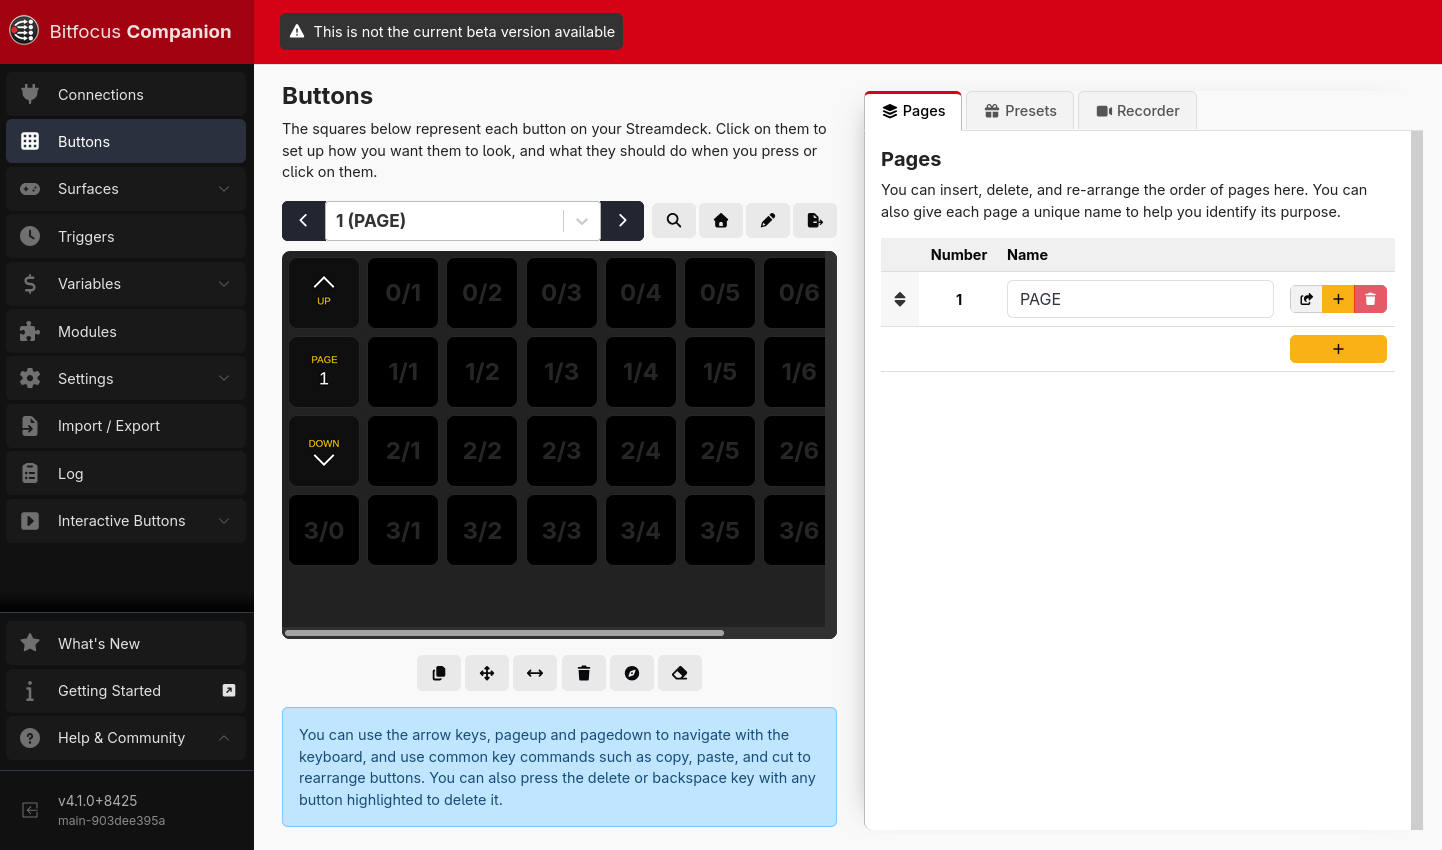 Bitfocus Companion
This is not the current beta version available
Connections
Buttons
Surfaces
Triggers
Variables
Modules
Settings
Import / Export
Log
Interactive Buttons
What's New
Getting Started
Help & Community
v4.1.0+8425
main-903dee395a
Buttons
The squares below represent each button on your Streamdeck. Click on them to
set up how you want them to look, and what they should do when you press or
click on them.
1 (PAGE)
UP
0/1 0/2 0/3 0/4 0/5 0/6
PAGE
1
1/1 1/2 1/3 1/4 1/5 1/6
DOWN
2/1 2/2 2/3 2/4 2/5 2/6
3/0 3/1 3/2 3/3 3/4 3/5 3/6
You can use the arrow keys, pageup and pagedown to navigate with the
keyboard, and use common key commands such as copy, paste, and cut to
rearrange buttons. You can also press the delete or backspace key with any
button highlighted to delete it.
Pages Presets Recorder
Pages
You can insert, delete, and re-arrange the order of pages here. You can
also give each page a unique name to help you identify its purpose.
Number Name
1 PAGE